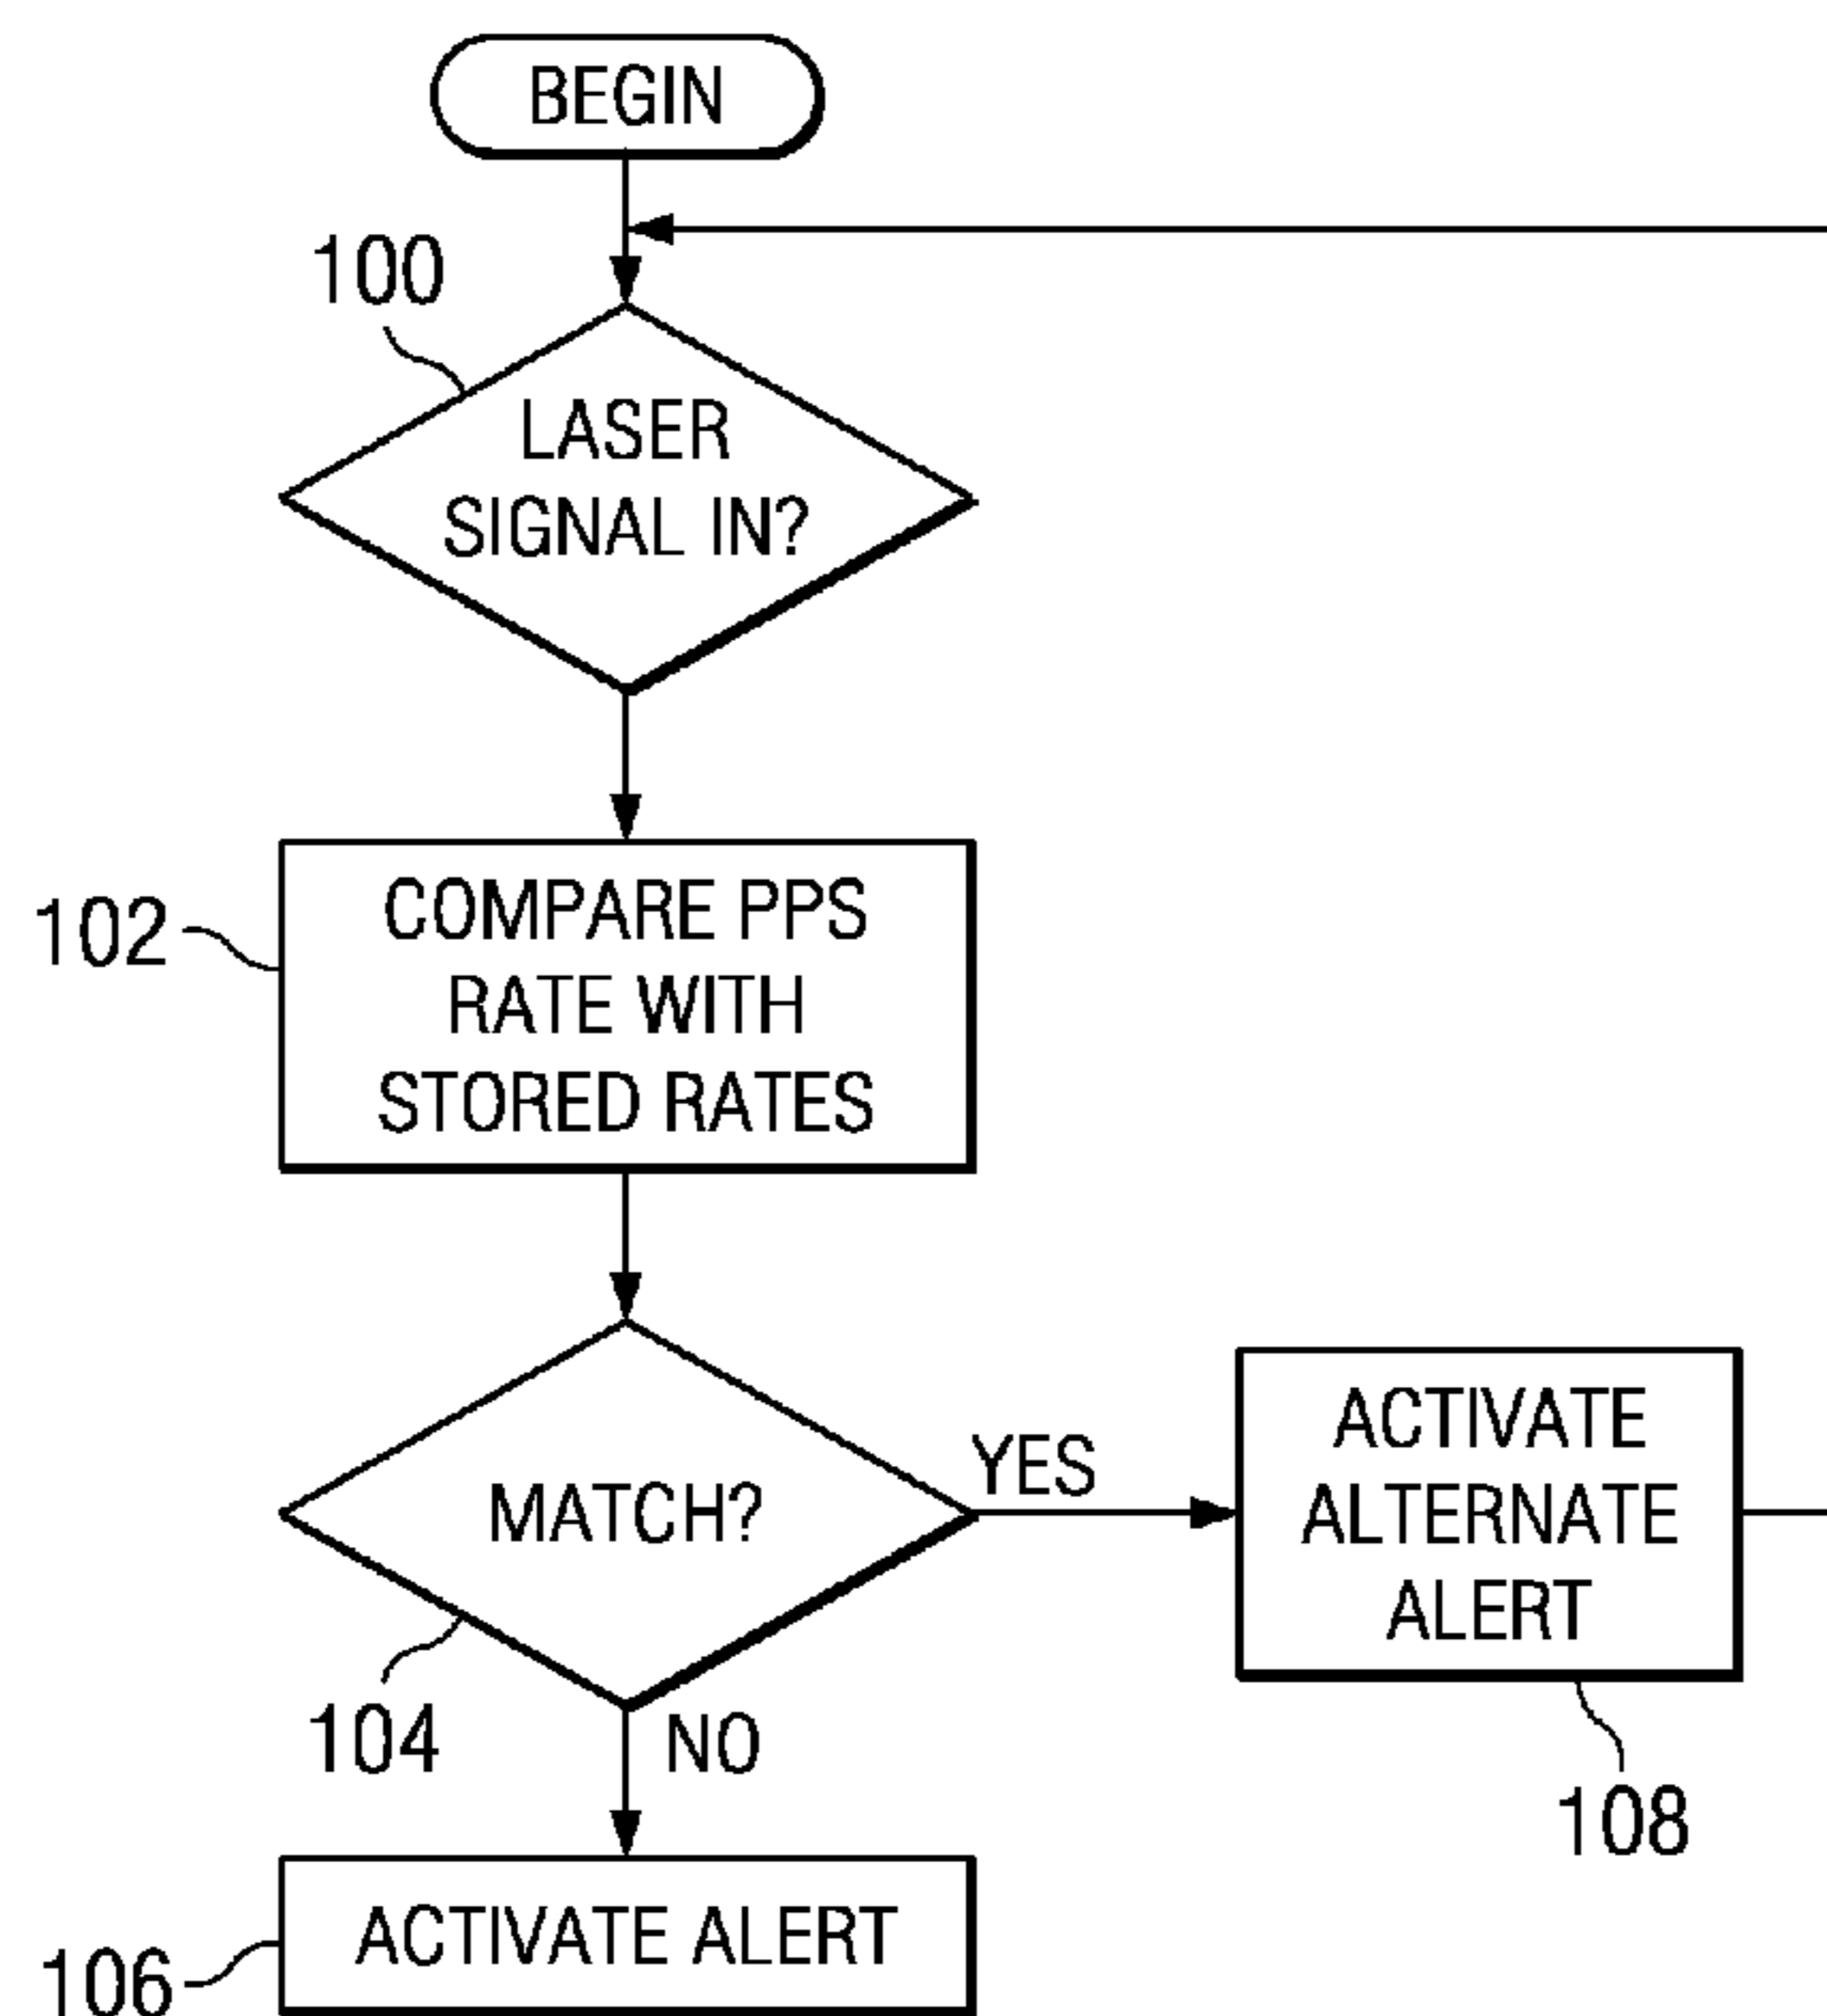 BEGIN
100
LASER
SIGNAL IN?
102
COMPARE PPS
RATE WITH
STORED RATES
MATCH?
YES
104
NO
ACTIVATE
ALTERNATE
ALERT
108
106
ACTIVATE ALERT